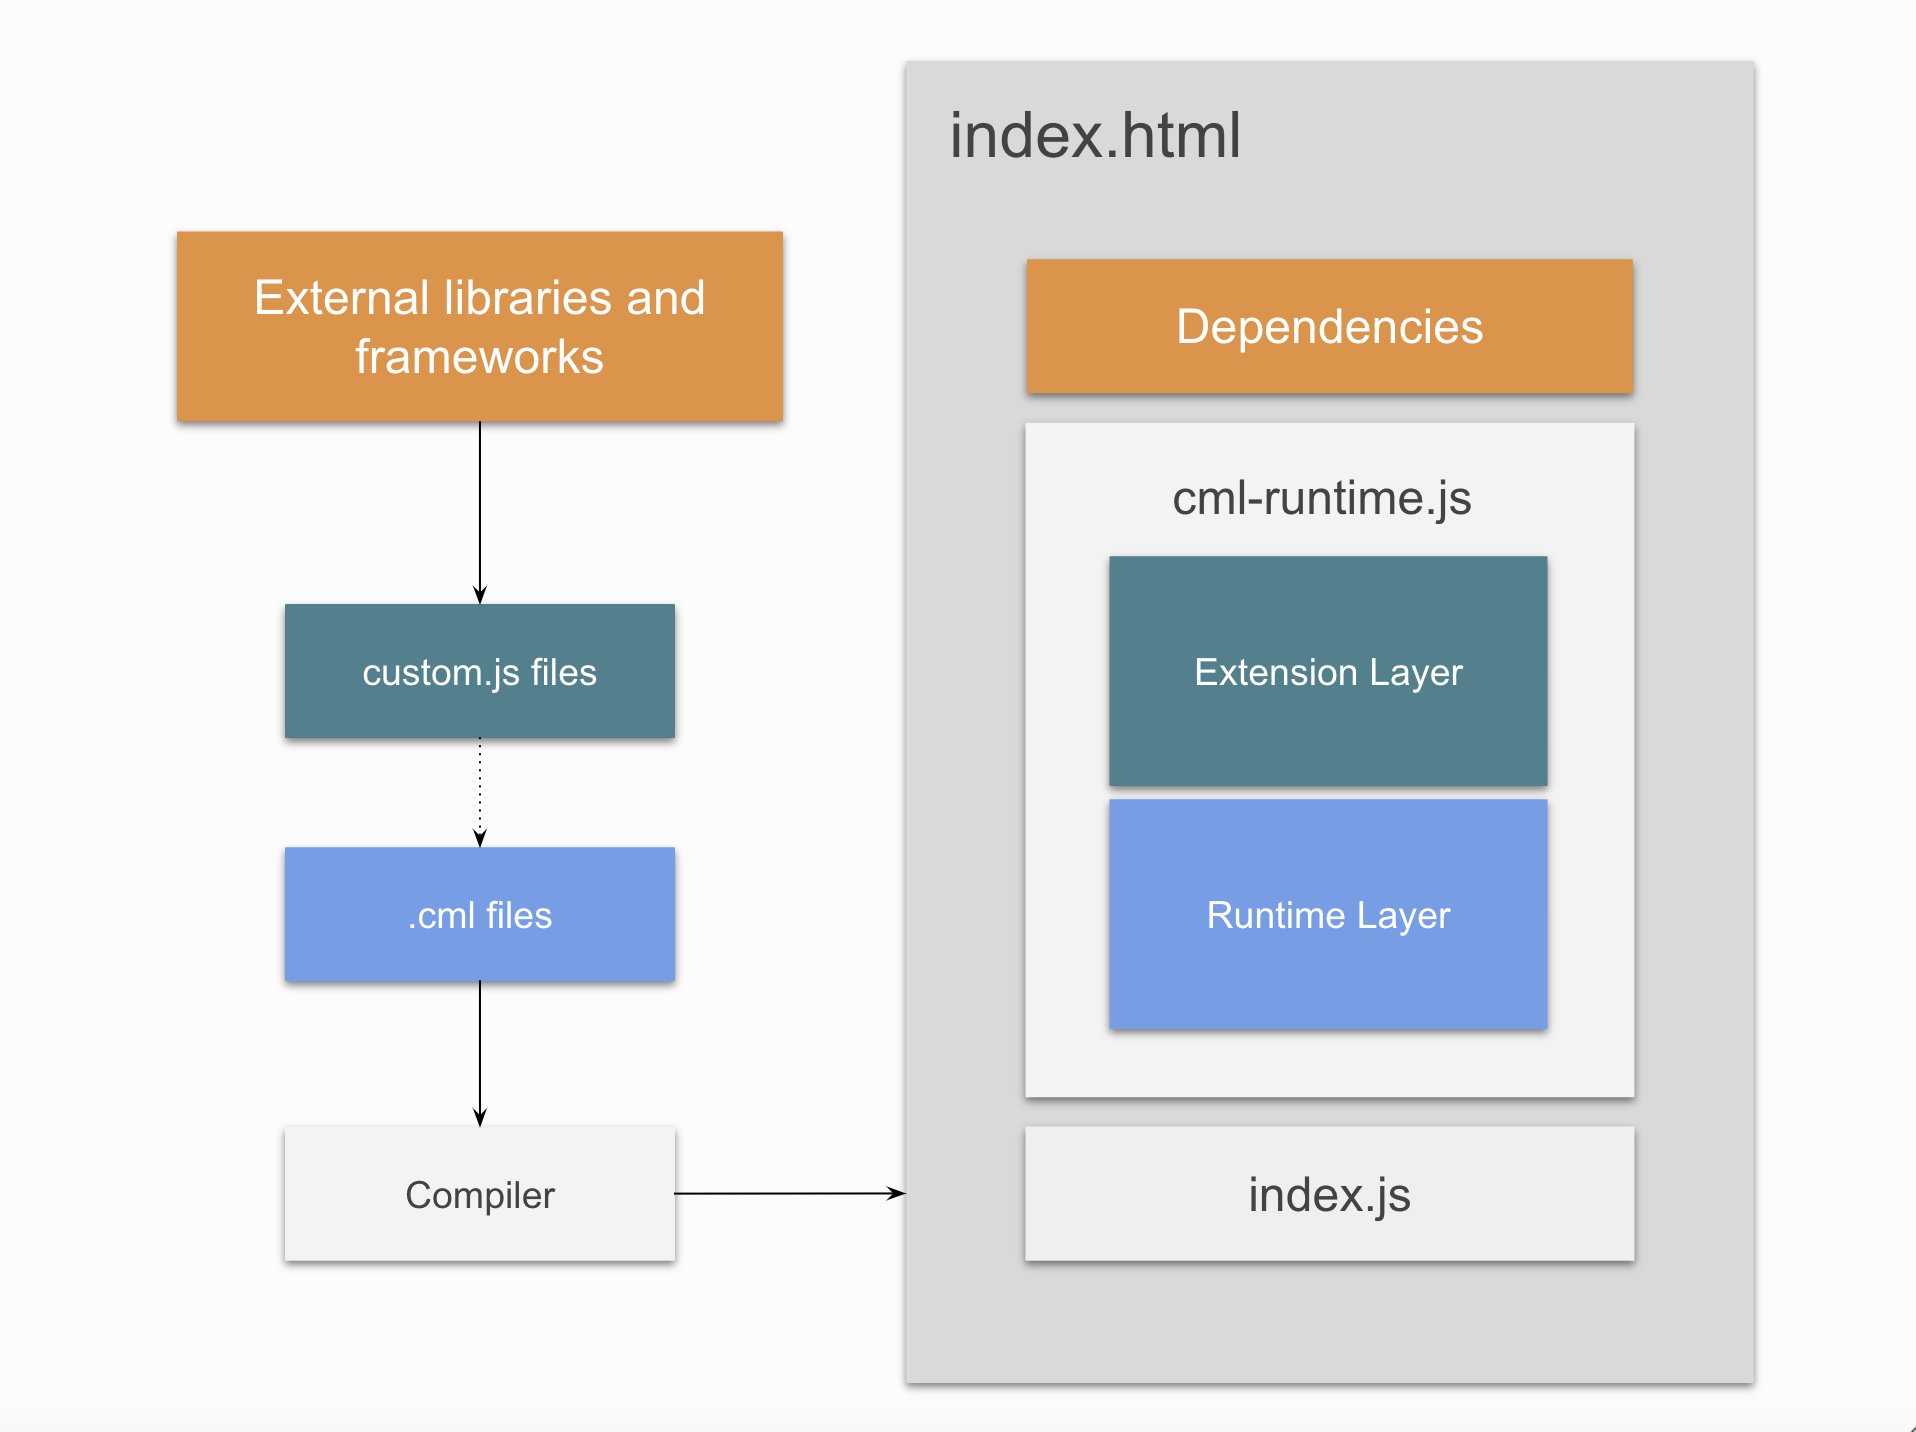 index.html
External libraries and
frameworks
Dependencies
cml-runtime.js
custom.js files
Extension Layer
.cml files
Runtime Layer
Compiler
index.js